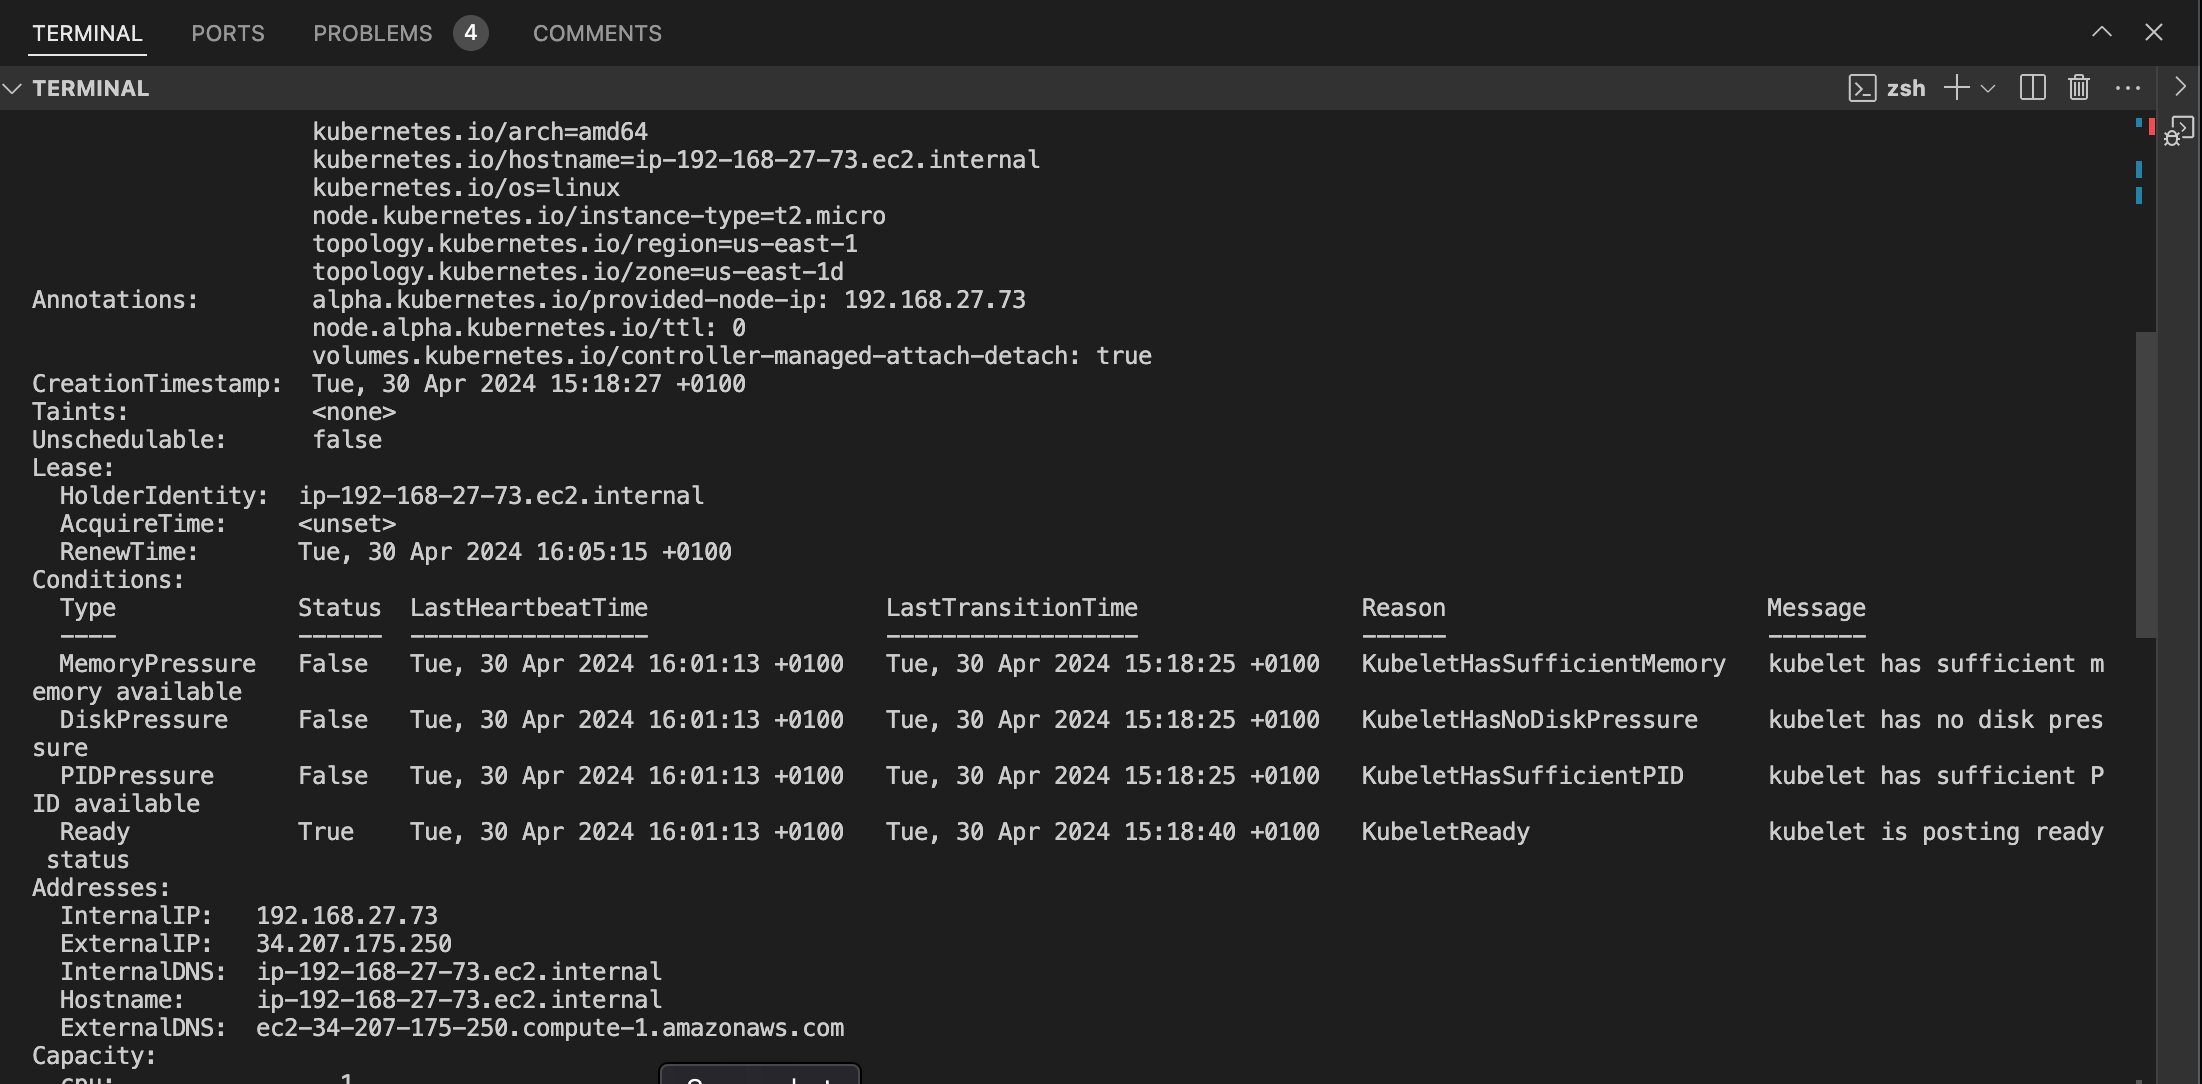 TERMINAL PORTS PROBLEMS 4 COMMENTS
TERMINAL zsh
kubernetes.io/arch=amd64
kubernetes.io/hostname=ip-192-168-27-73.ec2.internal
kubernetes.io/os=linux
node.kubernetes.io/instance-type=t2.micro
topology.kubernetes.io/region=us-east-1
topology.kubernetes.io/zone=us-east-1d
Annotations: alpha.kubernetes.io/provided-node-ip: 192.168.27.73
node.alpha.kubernetes.io/ttl: 0
volumes.kubernetes.io/controller-managed-attach-detach: true
CreationTimestamp: Tue, 30 Apr 2024 15:18:27 +0100
Taints: <none>
Unschedulable: false
Lease:
HolderIdentity: ip-192-168-27-73.ec2.internal
AcquireTime: <unset>
RenewTime: Tue, 30 Apr 2024 16:05:15 +0100
Conditions:
Type Status LastHeartbeatTime LastTransitionTime Reason Message
---- ------ ----------------- ------------------ ------ -------
MemoryPressure False Tue, 30 Apr 2024 16:01:13 +0100 Tue, 30 Apr 2024 15:18:25 +0100 KubeletHasSufficientMemory kubelet has sufficient m
emory available
DiskPressure False Tue, 30 Apr 2024 16:01:13 +0100 Tue, 30 Apr 2024 15:18:25 +0100 KubeletHasNoDiskPressure kubelet has no disk pres
sure
PIDPressure False Tue, 30 Apr 2024 16:01:13 +0100 Tue, 30 Apr 2024 15:18:25 +0100 KubeletHasSufficientPID kubelet has sufficient P
ID available
Ready True Tue, 30 Apr 2024 16:01:13 +0100 Tue, 30 Apr 2024 15:18:40 +0100 KubeletReady kubelet is posting ready
status
Addresses:
InternalIP: 192.168.27.73
ExternalIP: 34.207.175.250
InternalDNS: ip-192-168-27-73.ec2.internal
Hostname: ip-192-168-27-73.ec2.internal
ExternalDNS: ec2-34-207-175-250.compute-1.amazonaws.com
Capacity:
cpu: 1